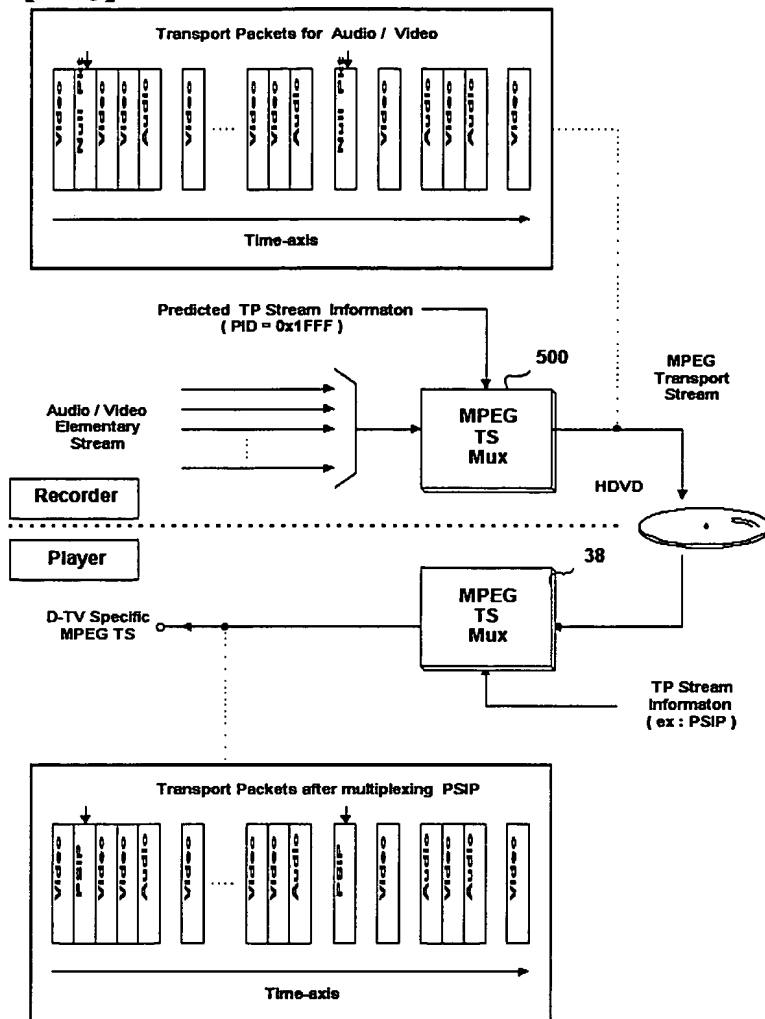 Transport Packets for Audio / Video
Video
Null PKT
Video
Video
Audio
Video
Video
Video
Audio
Null PKT
Video
Audio
Video
Audio
Video
Time-axis
Predicted TP Stream Informaton
( PID = 0x1FFF )
500
MPEG
Transport
Stream
Audio / Video
Elementary
Stream
MPEG
TS
Mux
HDVD
Recorder
Player
38
MPEG
TS
Mux
D-TV Specific
MPEG TS
TP Stream
Informaton
( ex : PSIP )
Transport Packets after multiplexing PSIP
Video
PSIP
Video
Video
Audio
Video
Video
Video
Audio
PSIP
Video
Audio
Video
Audio
Video
Time-axis